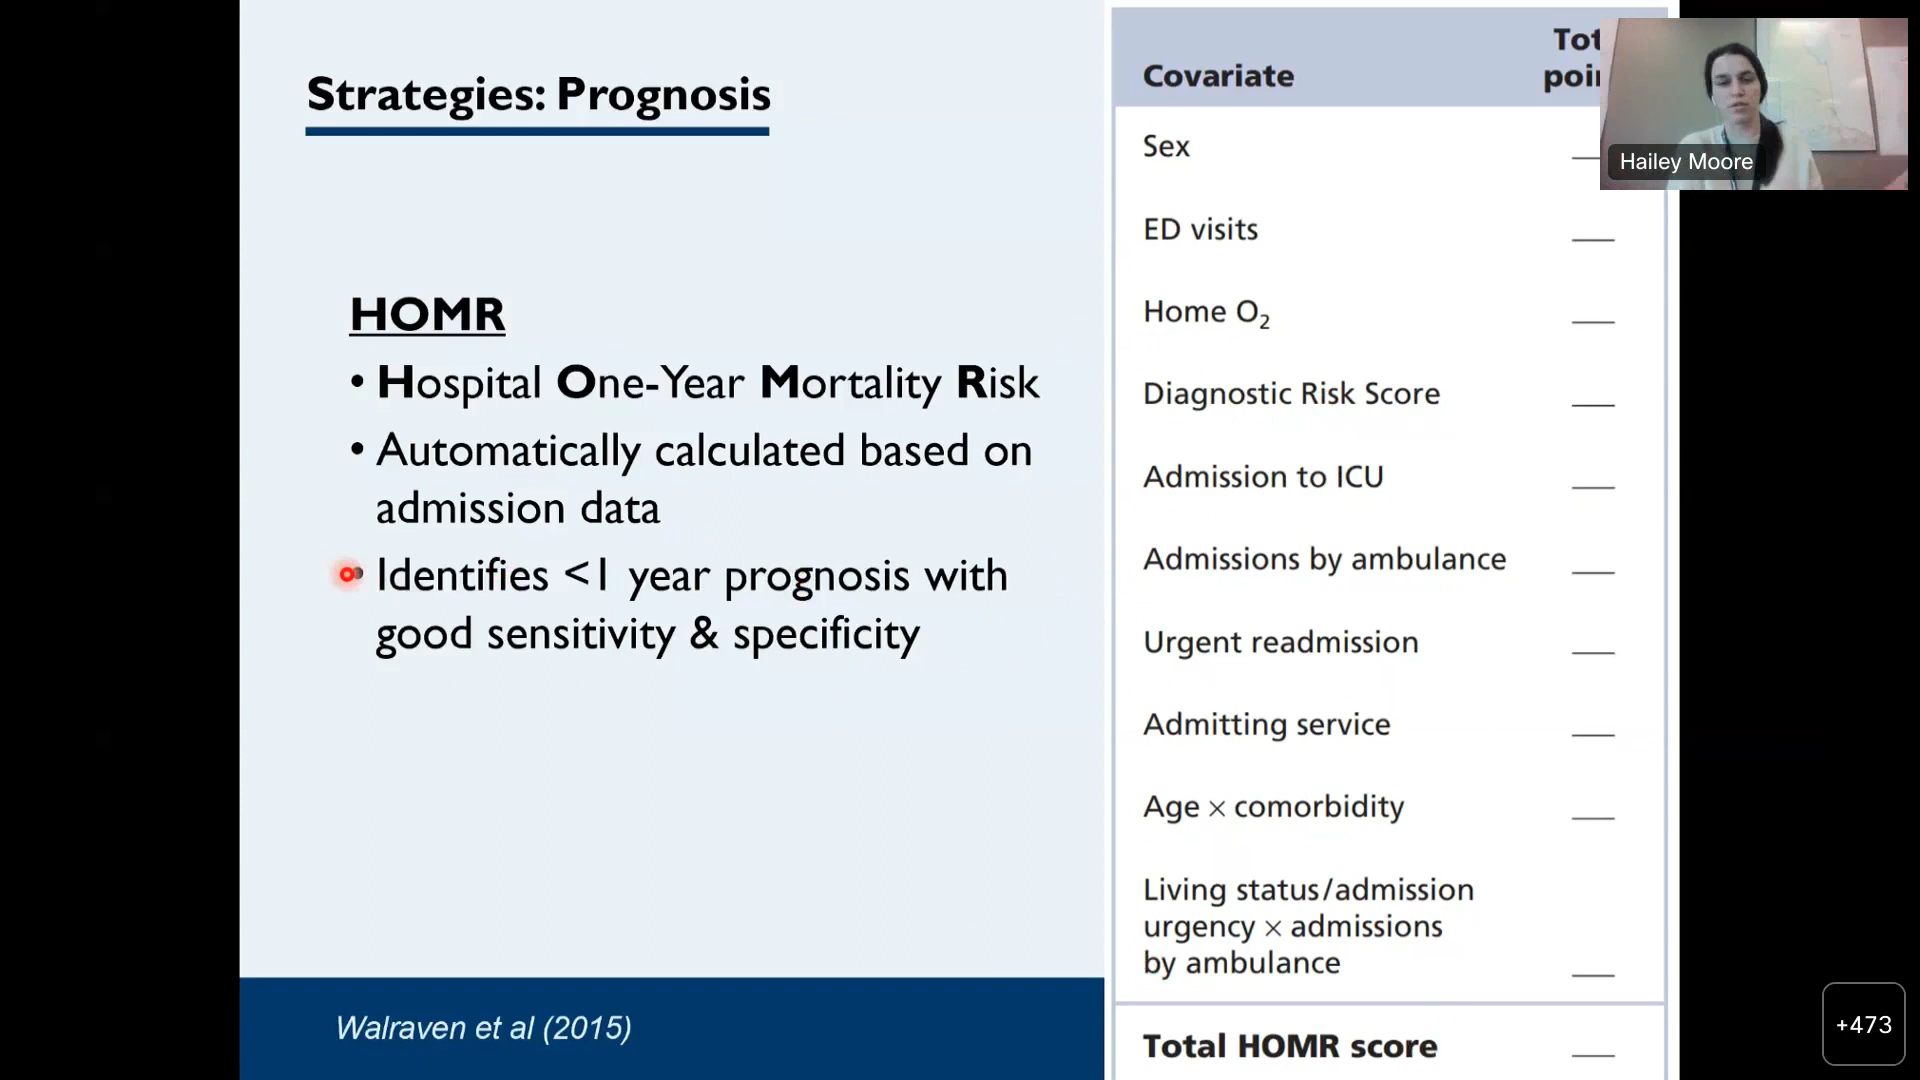 Strategies: Prognosis
HOMR
• Hospital One-Year Mortality Risk
• Automatically calculated based on
admission data
• Identifies <1 year prognosis with
good sensitivity & specificity
Walraven et al (2015)
Covariate
Sex
ED visits
Home O₂
Diagnostic Risk Score
Admission to ICU
Admissions by ambulance
Urgent readmission
Admitting service
Age × comorbidity
Living status/admission
urgency × admissions
by ambulance
Total HOMR score
Hailey Moore
+473